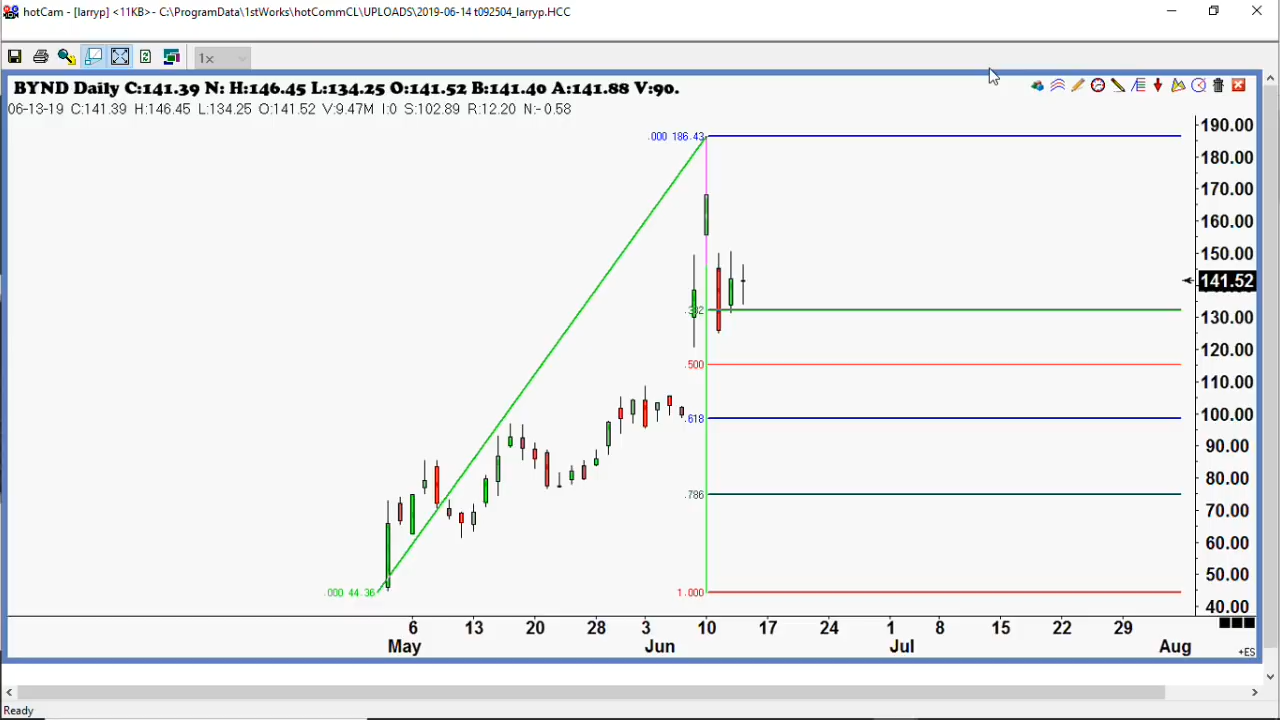 hotCam - [larryp] <11KB>- C:\ProgramData\1stWorks\hotCommCL\UPLOADS\2019-06-14 t092504_larryp.HCC
1x
BYND Daily C:141.39 N: H:146.45 L:134.25 O:141.52 B:141.40 A:141.88 V:90.
06-13-19 C:141.39 H:146.45 L:134.25 O:141.52 V:9.47M I:0 S:102.89 R:12.20 N:-0.58
190.00
.000 186.43
180.00
170.00
160.00
150.00
141.52
.382
130.00
120.00
.500
110.00
100.00
.618
90.00
80.00
.786
70.00
60.00
50.00
.000 44.36
1.000
40.00
6 13 20 28 3 10 17 24 1 8 15 22 29
May Jun Jul Aug
+ES
Ready